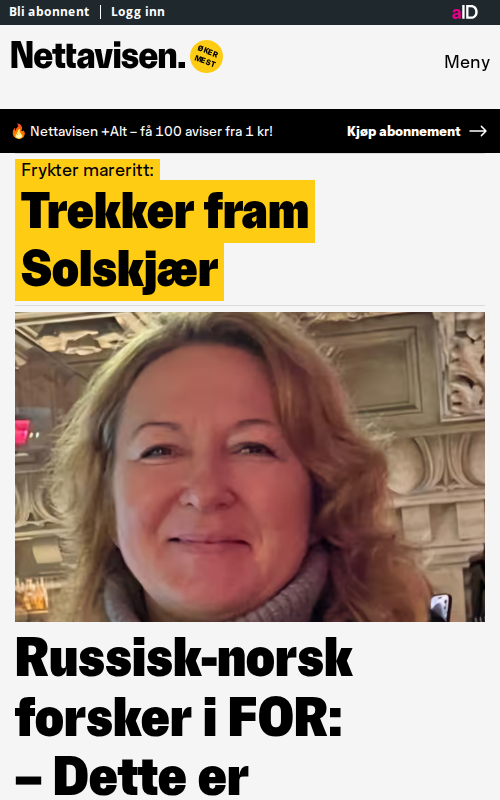 Bli abonnent | Logg inn
aID
Nettavisen.
ØKER
MEST
Meny
🔥 Nettavisen +Alt – få 100 aviser fra 1 kr!
Kjøp abonnement →
Frykter mareritt:
Trekker fram
Solskjær
Russisk-norsk
forsker i FOR:
– Dette er